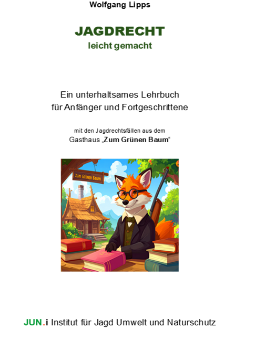 Wolfgang Lipps
JAGDRECHT
leicht gemacht
Ein unterhaltsames Lehrbuch
für Anfänger und Fortgeschrittene
mit den Jagdrechtsfällen aus dem
Gasthaus „Zum Grünen Baum“
JUN.i Institut für Jagd Umwelt und Naturschutz